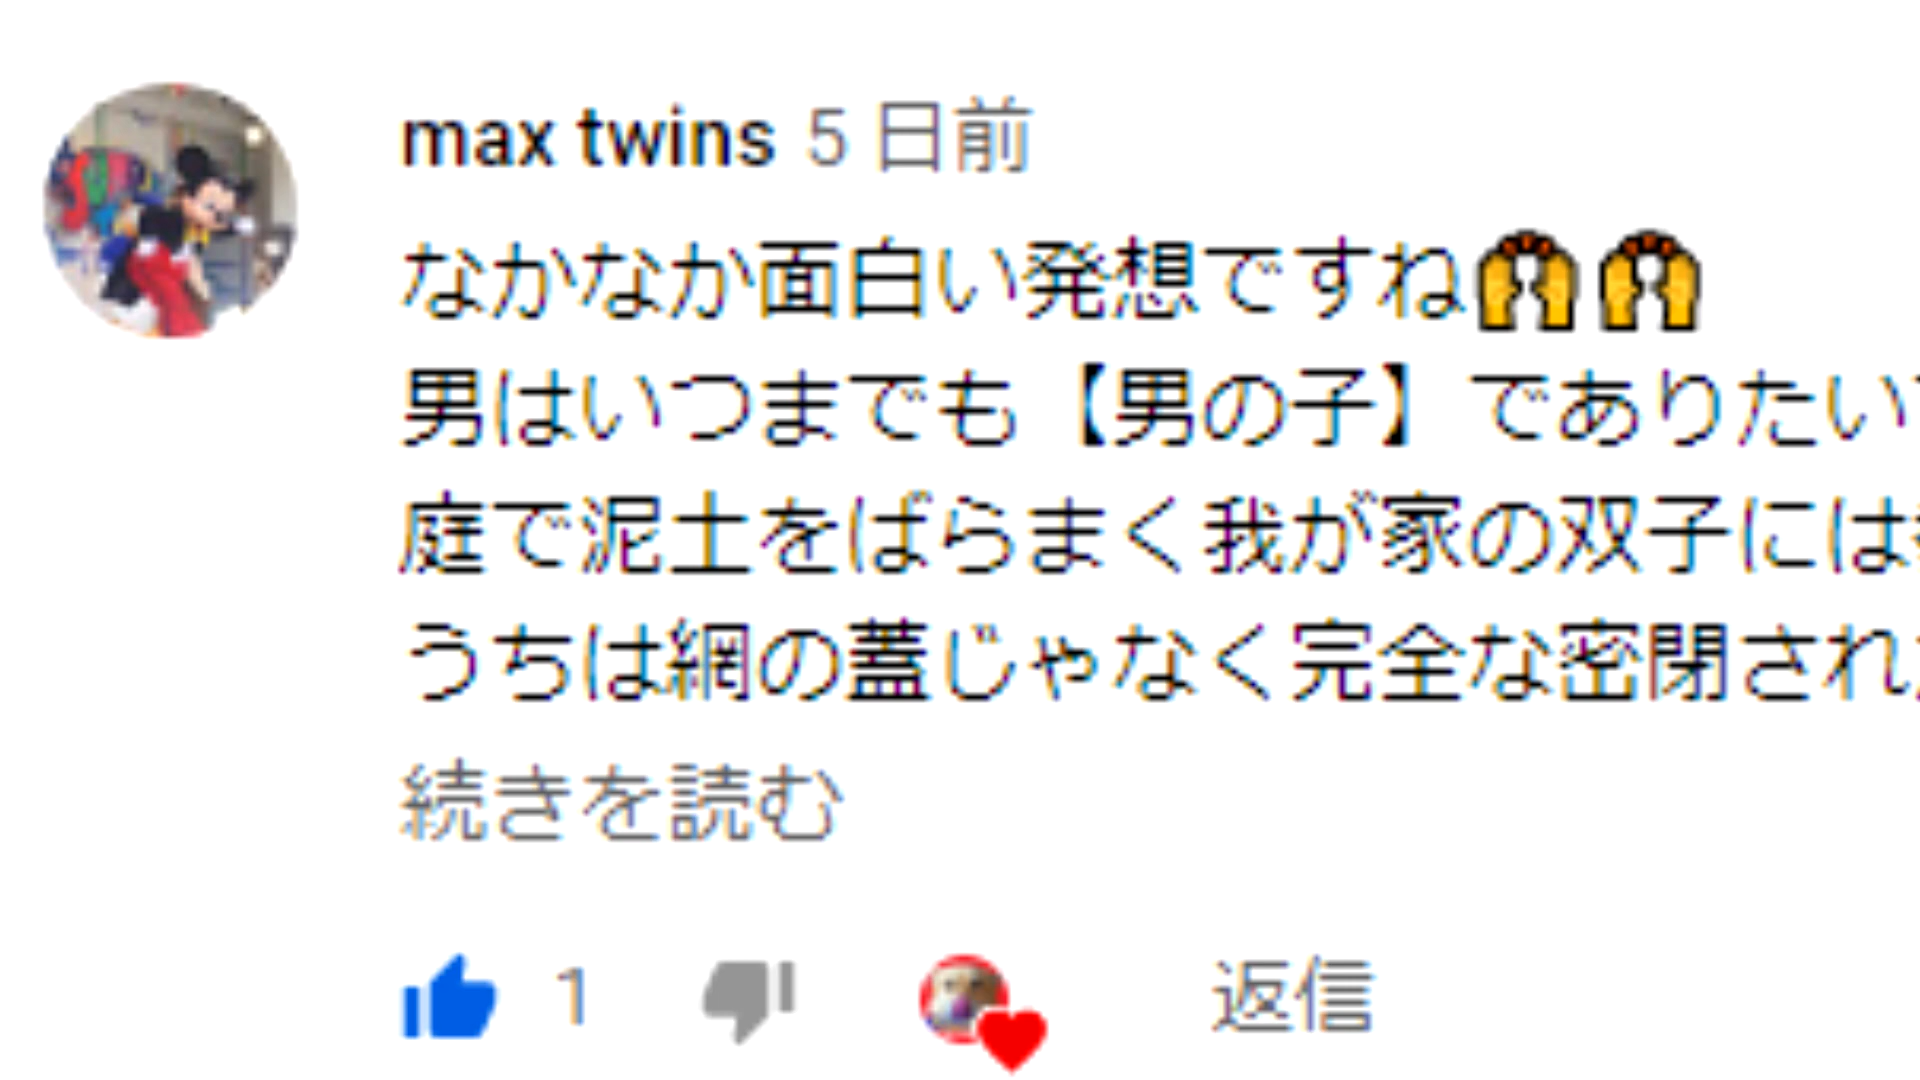 max twins 5 日前
なかなか面白い発想ですね🙌🙌
男はいつまでも【男の子】でありたい
庭で泥土をばらまく我が家の双子には
うちは網の蓋じゃなく完全な密閉され
続きを読む
1 返信